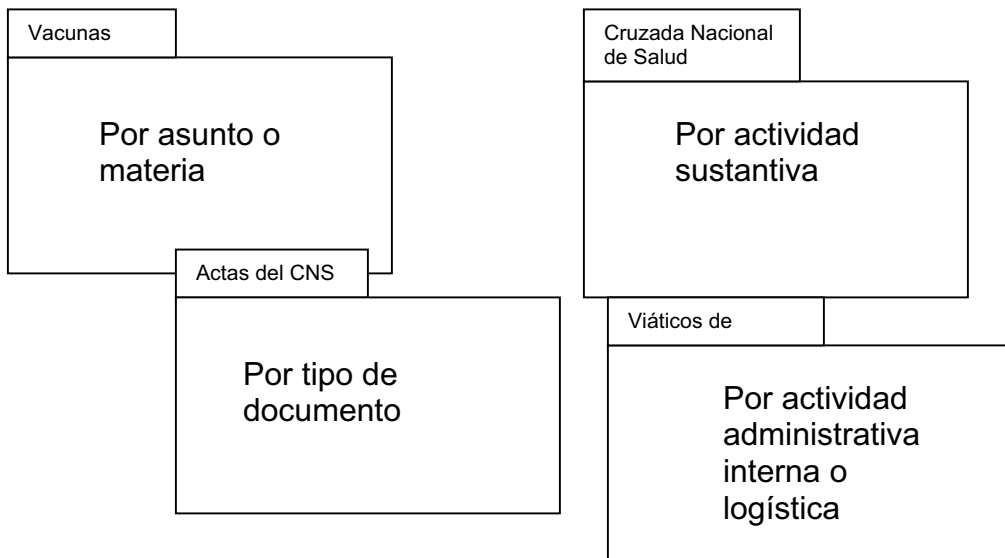 Vacunas
Por asunto o
materia
Actas del CNS
Por tipo de
documento
Cruzada Nacional
de Salud
Por actividad
sustantiva
Viáticos de
Por actividad
administrativa
interna o
logística